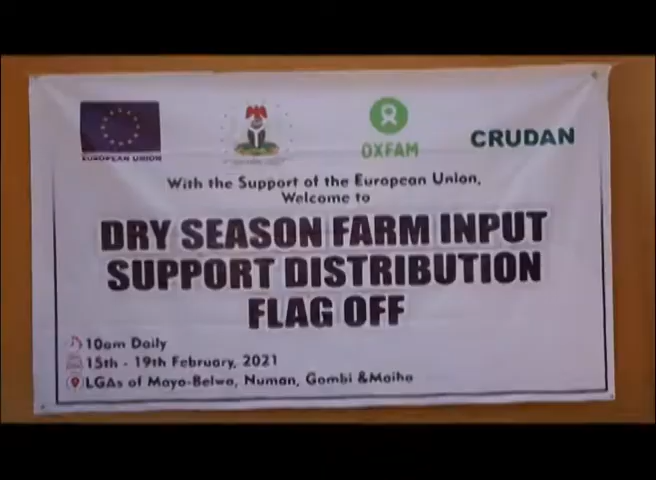 EUROPEAN UNION
OXFAM
CRUDAN
With the Support of the European Union,
Welcome to
DRY SEASON FARM INPUT
SUPPORT DISTRIBUTION
FLAG OFF
10am Daily
15th - 19th February, 2021
LGAs of Mayo-Belwa, Numan, Gombi & Maiha